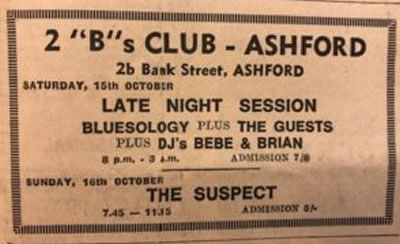 2 "B"s CLUB - ASHFORD
2b Bank Street, ASHFORD
SATURDAY, 15th OCTOBER
LATE NIGHT SESSION
BLUESOLOGY PLUS THE GUESTS
PLUS DJ's BEBE & BRIAN
8 p.m. - 3 a.m. ADMISSION 7/6
SUNDAY, 16th OCTOBER
THE SUSPECT
7.45 — 11.15 ADMISSION 5/-